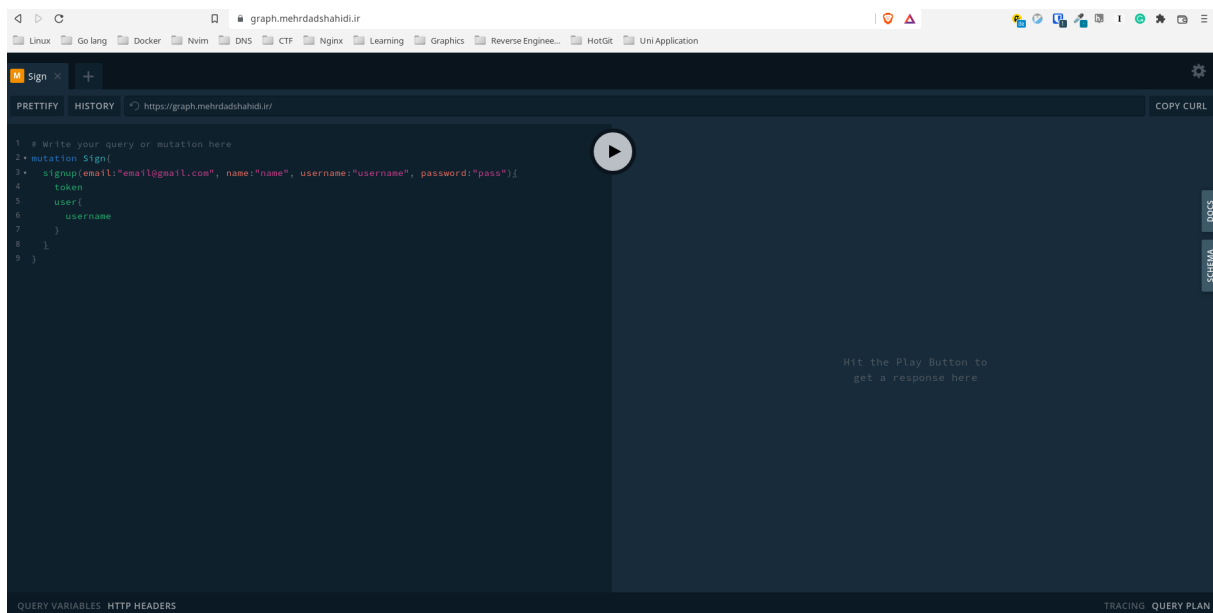 graph.mehrdadshahidi.ir
Linux Go lang Docker Nvim DNS CTF Nginx Learning Graphics Reverse Enginee... HotGit Uni Application
M Sign × +
PRETTIFY HISTORY https://graph.mehrdadshahidi.ir/ COPY CURL
1 # Write your query or mutation here
2 mutation Sign{
3 signup(email:"email@gmail.com", name:"name", username:"username", password:"pass"){
4 token
5 user{
6 username
7 }
8 }
9 }
DOCS
SCHEMA
Hit the Play Button to
get a response here
QUERY VARIABLES HTTP HEADERS TRACING QUERY PLAN